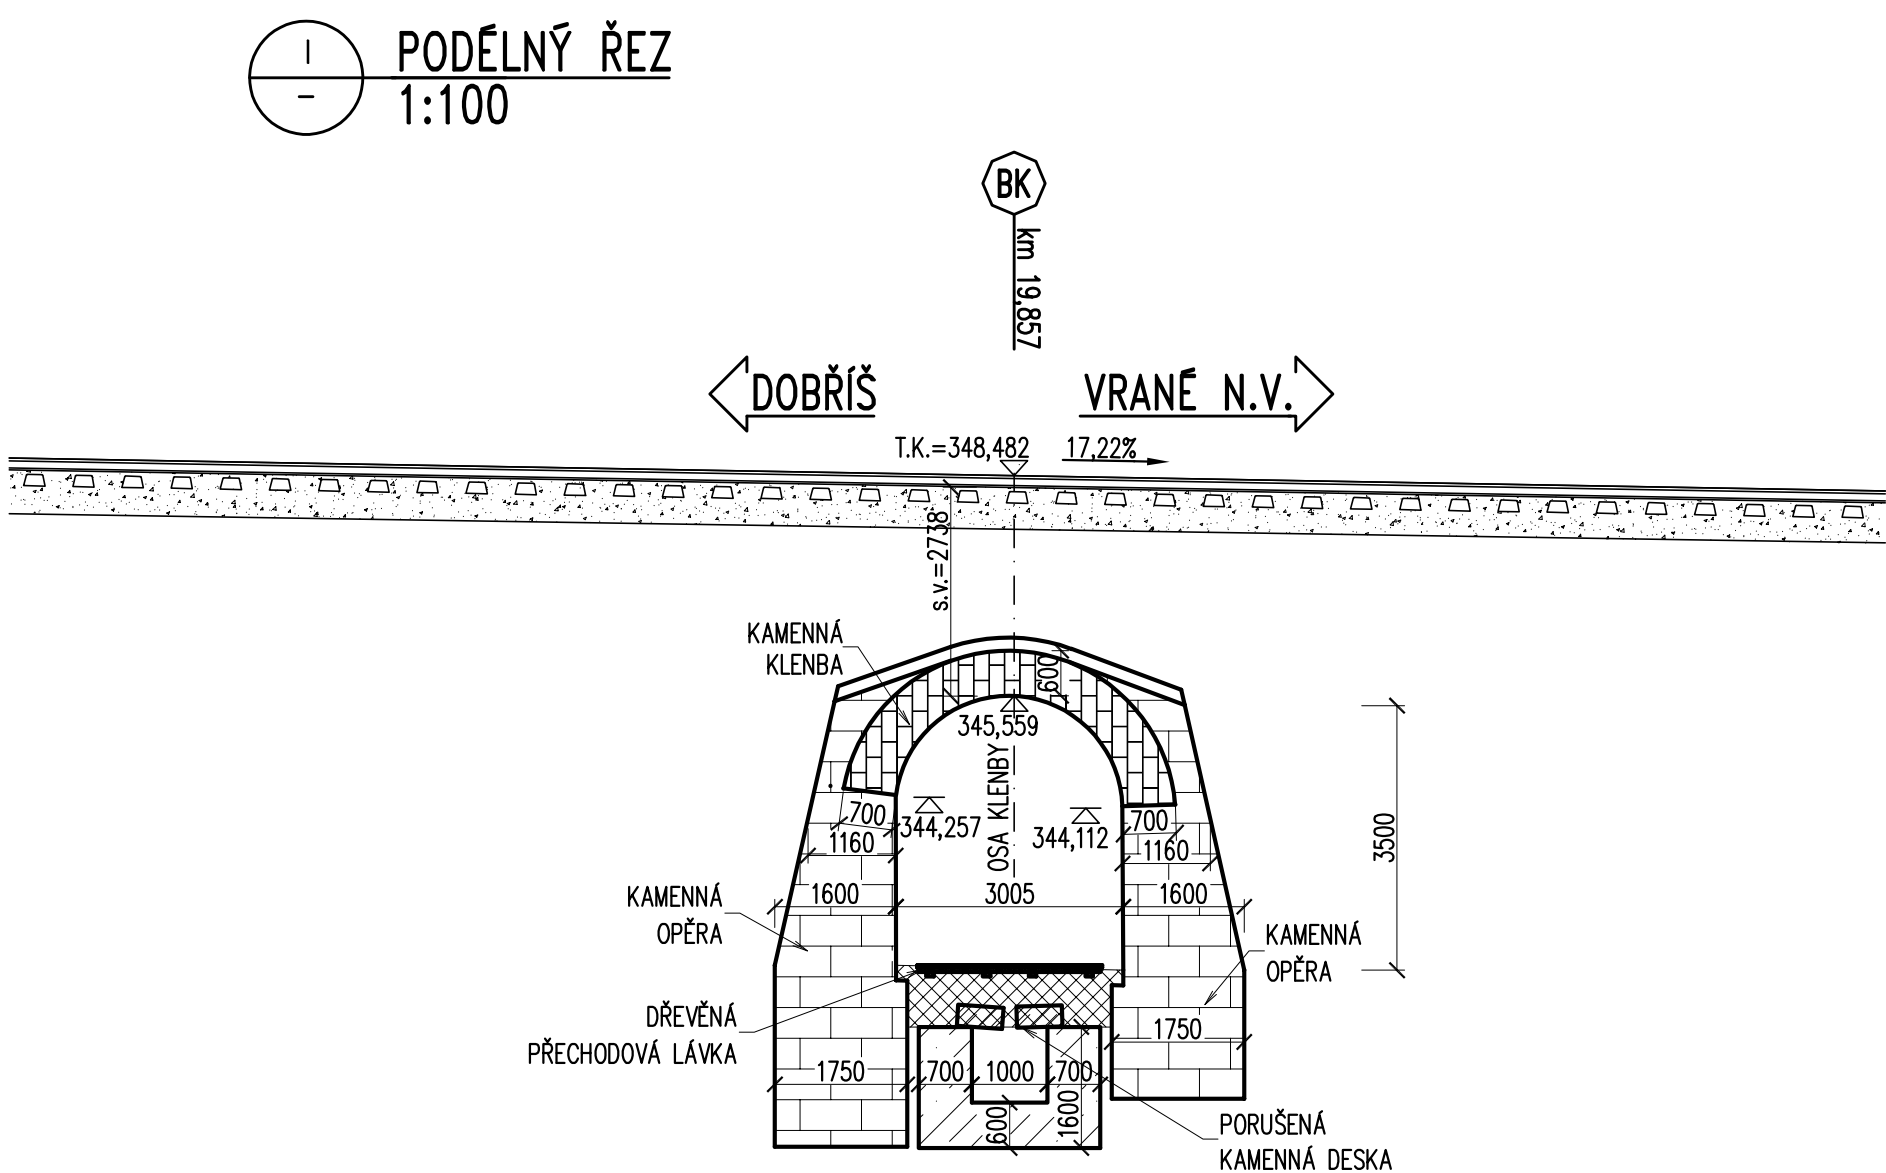 I
PODÉLNÝ ŘEZ
–
1:100
BK
km 19,857
DOBŘÍŠ
VRANÉ N.V.
T.K.=348,482
17,22%
s.v.=2738
KAMENNÁ
KLENBA
600
345,559
OSA KLENBY
700
344,257
344,112
700
1160
1160
3500
1600
3005
1600
KAMENNÁ
OPĚRA
KAMENNÁ
OPĚRA
DŘEVĚNÁ
PŘECHODOVÁ LÁVKA
1750
1750
700
1000
700
600
1600
PORUŠENÁ
KAMENNÁ DESKA